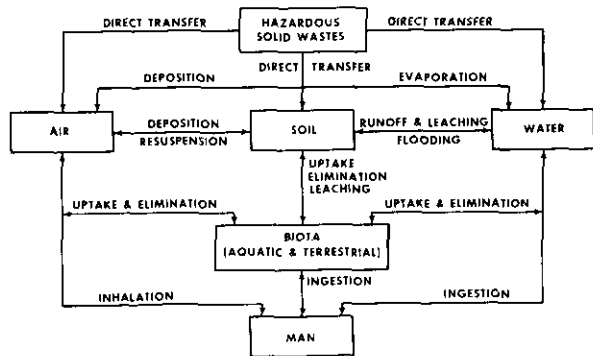 DIRECT TRANSFER
HAZARDOUS
SOLID WASTES
DIRECT TRANSFER
DIRECT TRANSFER
DEPOSITION
EVAPORATION
AIR
DEPOSITION
RESUSPENSION
SOIL
RUNOFF & LEACHING
FLOODING
WATER
UPTAKE
ELIMINATION
LEACHING
UPTAKE & ELIMINATION
UPTAKE & ELIMINATION
BIOTA
(AQUATIC & TERRESTRIAL)
INGESTION
INHALATION
INGESTION
MAN